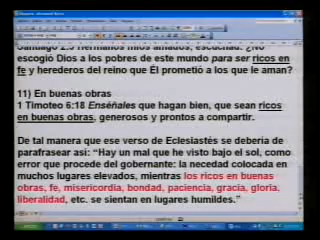 Santiago 2:5 Hermanos míos amados, escuchad: ¿No
escogió Dios a los pobres de este mundo para ser ricos en
fe y herederos del reino que Él prometió a los que le aman?
11) En buenas obras
1 Timoteo 6:18 Enséñales que hagan bien, que sean ricos
en buenas obras, generosos y prontos a compartir.
De tal manera que ese verso de Eclesiastés se debería de
parafrasear así: “Hay un mal que he visto bajo el sol, como
error que procede del gobernante: la necedad colocada en
muchos lugares elevados, mientras los ricos en buenas
obras, fe, misericordia, bondad, paciencia, gracia, gloria,
liberalidad, etc. se sientan en lugares humildes.”